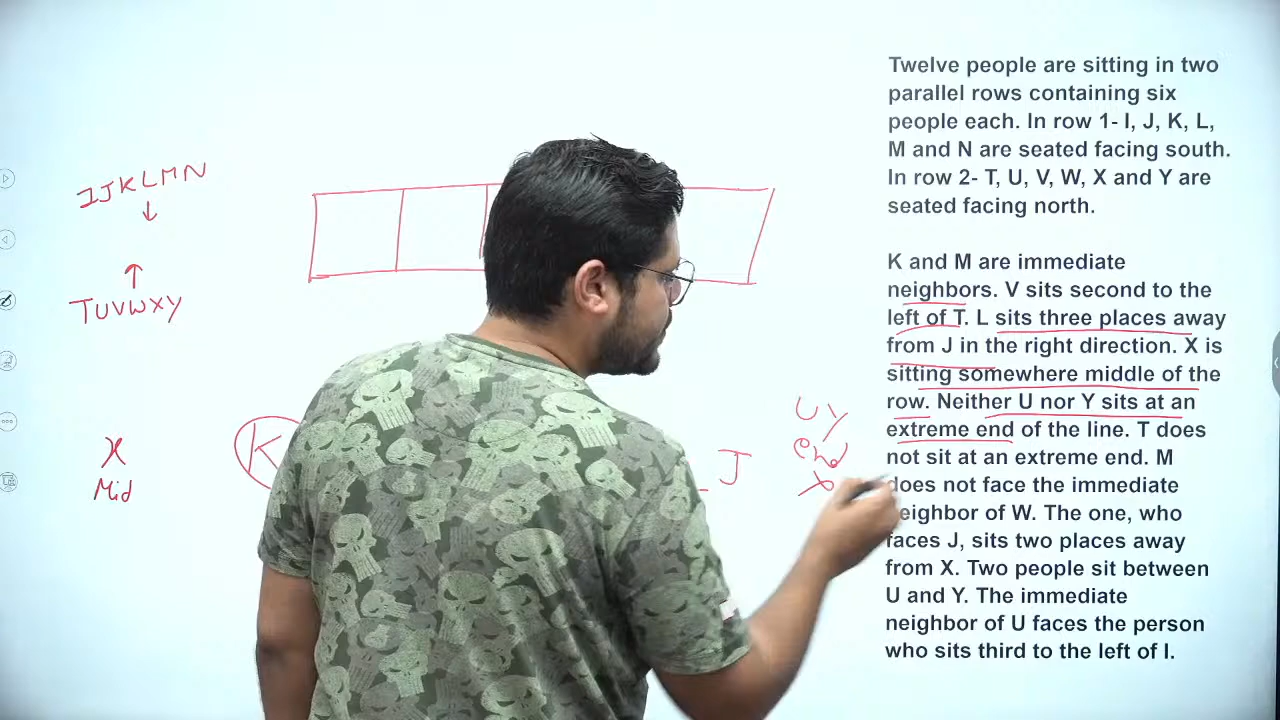 Twelve people are sitting in two
parallel rows containing six
people each. In row 1- I, J, K, L,
M and N are seated facing south.
In row 2- T, U, V, W, X and Y are
seated facing north.
K and M are immediate
neighbors. V sits second to the
left of T. L sits three places away
from J in the right direction. X is
sitting somewhere middle of the
row. Neither U nor Y sits at an
extreme end of the line. T does
not sit at an extreme end. M
does not face the immediate
neighbor of W. The one, who
faces J, sits two places away
from X. Two people sit between
U and Y. The immediate
neighbor of U faces the person
who sits third to the left of I.
IJKLMN
TUVWXY
X
Mid
K
J
UY
end
X